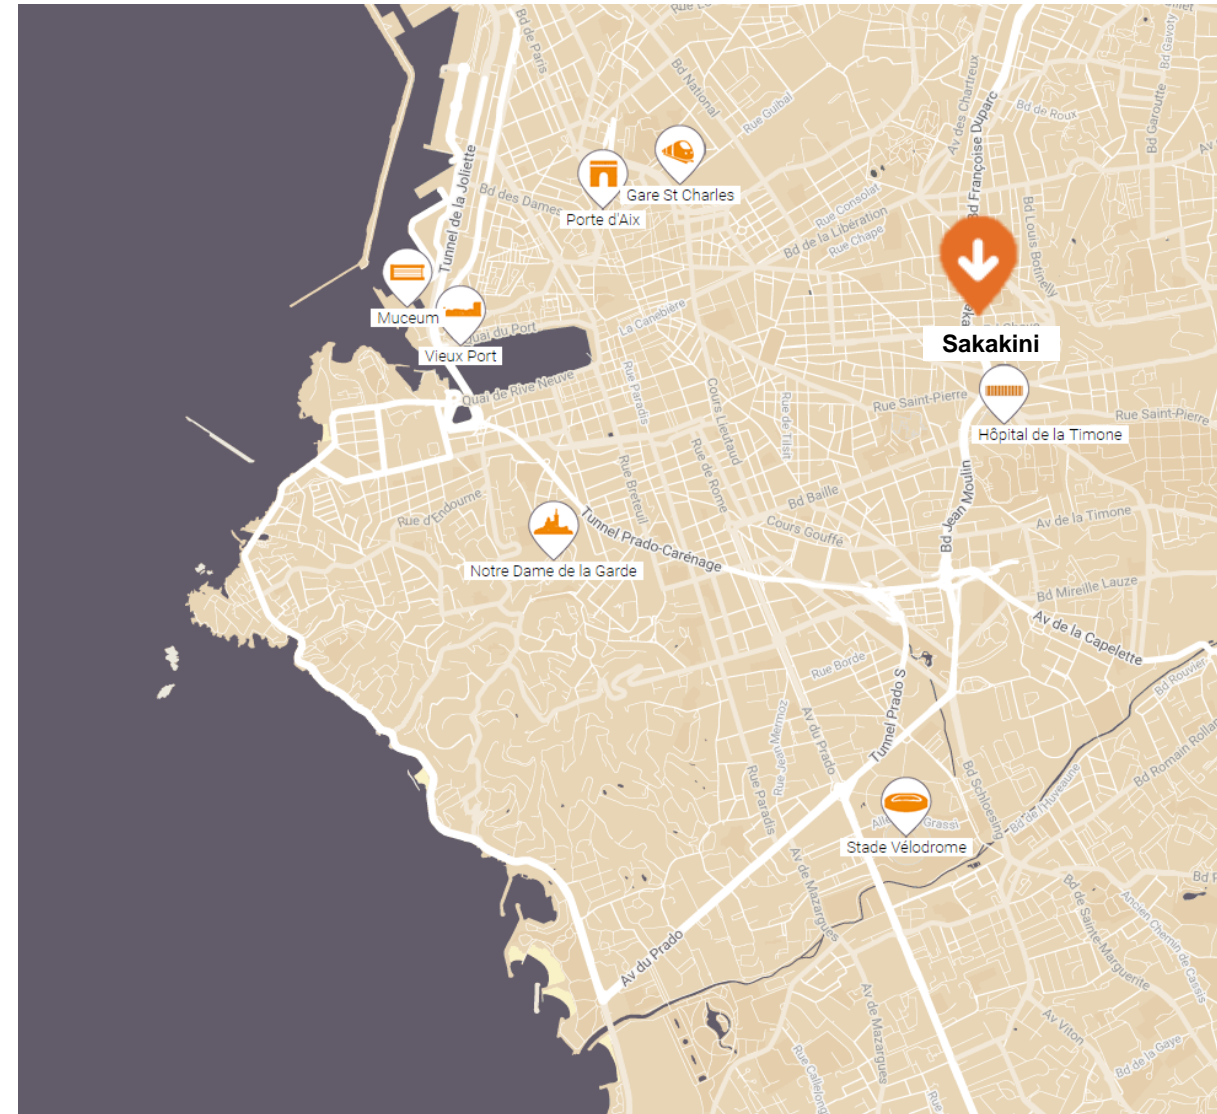 Bd de Paris
Bd National
Rue Guibal
Av des Chartreux
Bd Françoise Duparc
Bd de Roux
Bd Gavoty
Bd Garoutte
Tunnel de la Joliette
Bd des Dames
Gare St Charles
Porte d'Aix
Rue Consolat
Bd de la Libération
Rue Chape
Bd Louis Botinelly
Muceum
Vieux Port
Quai du Port
La Canebière
Sakakini
Quai de Rive Neuve
Rue Paradis
Cours Lieutaud
Rue de Rome
Rue de Tilsit
Rue Saint-Pierre
Rue Saint-Pierre
Hôpital de la Timone
Rue Breteuil
Bd Baille
Bd Jean Moulin
Rue d'Endoume
Cours Gouffé
Av de la Timone
Tunnel Prado-Carénage
Notre Dame de la Garde
Bd Mireille Lauze
Av de la Capelette
Rue Borde
Bd Rouvier
Tunnel Prado S
Av du Prado
Rue Jean Mermoz
Rue Paradis
Bd Schloesing
Bd Romain Rolland
Bd de l'Huveaune
Grassi
Stade Vélodrome
Av de Mazargues
Bd de Sainte-Marguerite
Ancien Chemin de Cassis
Av du Prado
Av de Mazargues
Av Viton
Bd de la Gaye
Rue Callelong
Rue